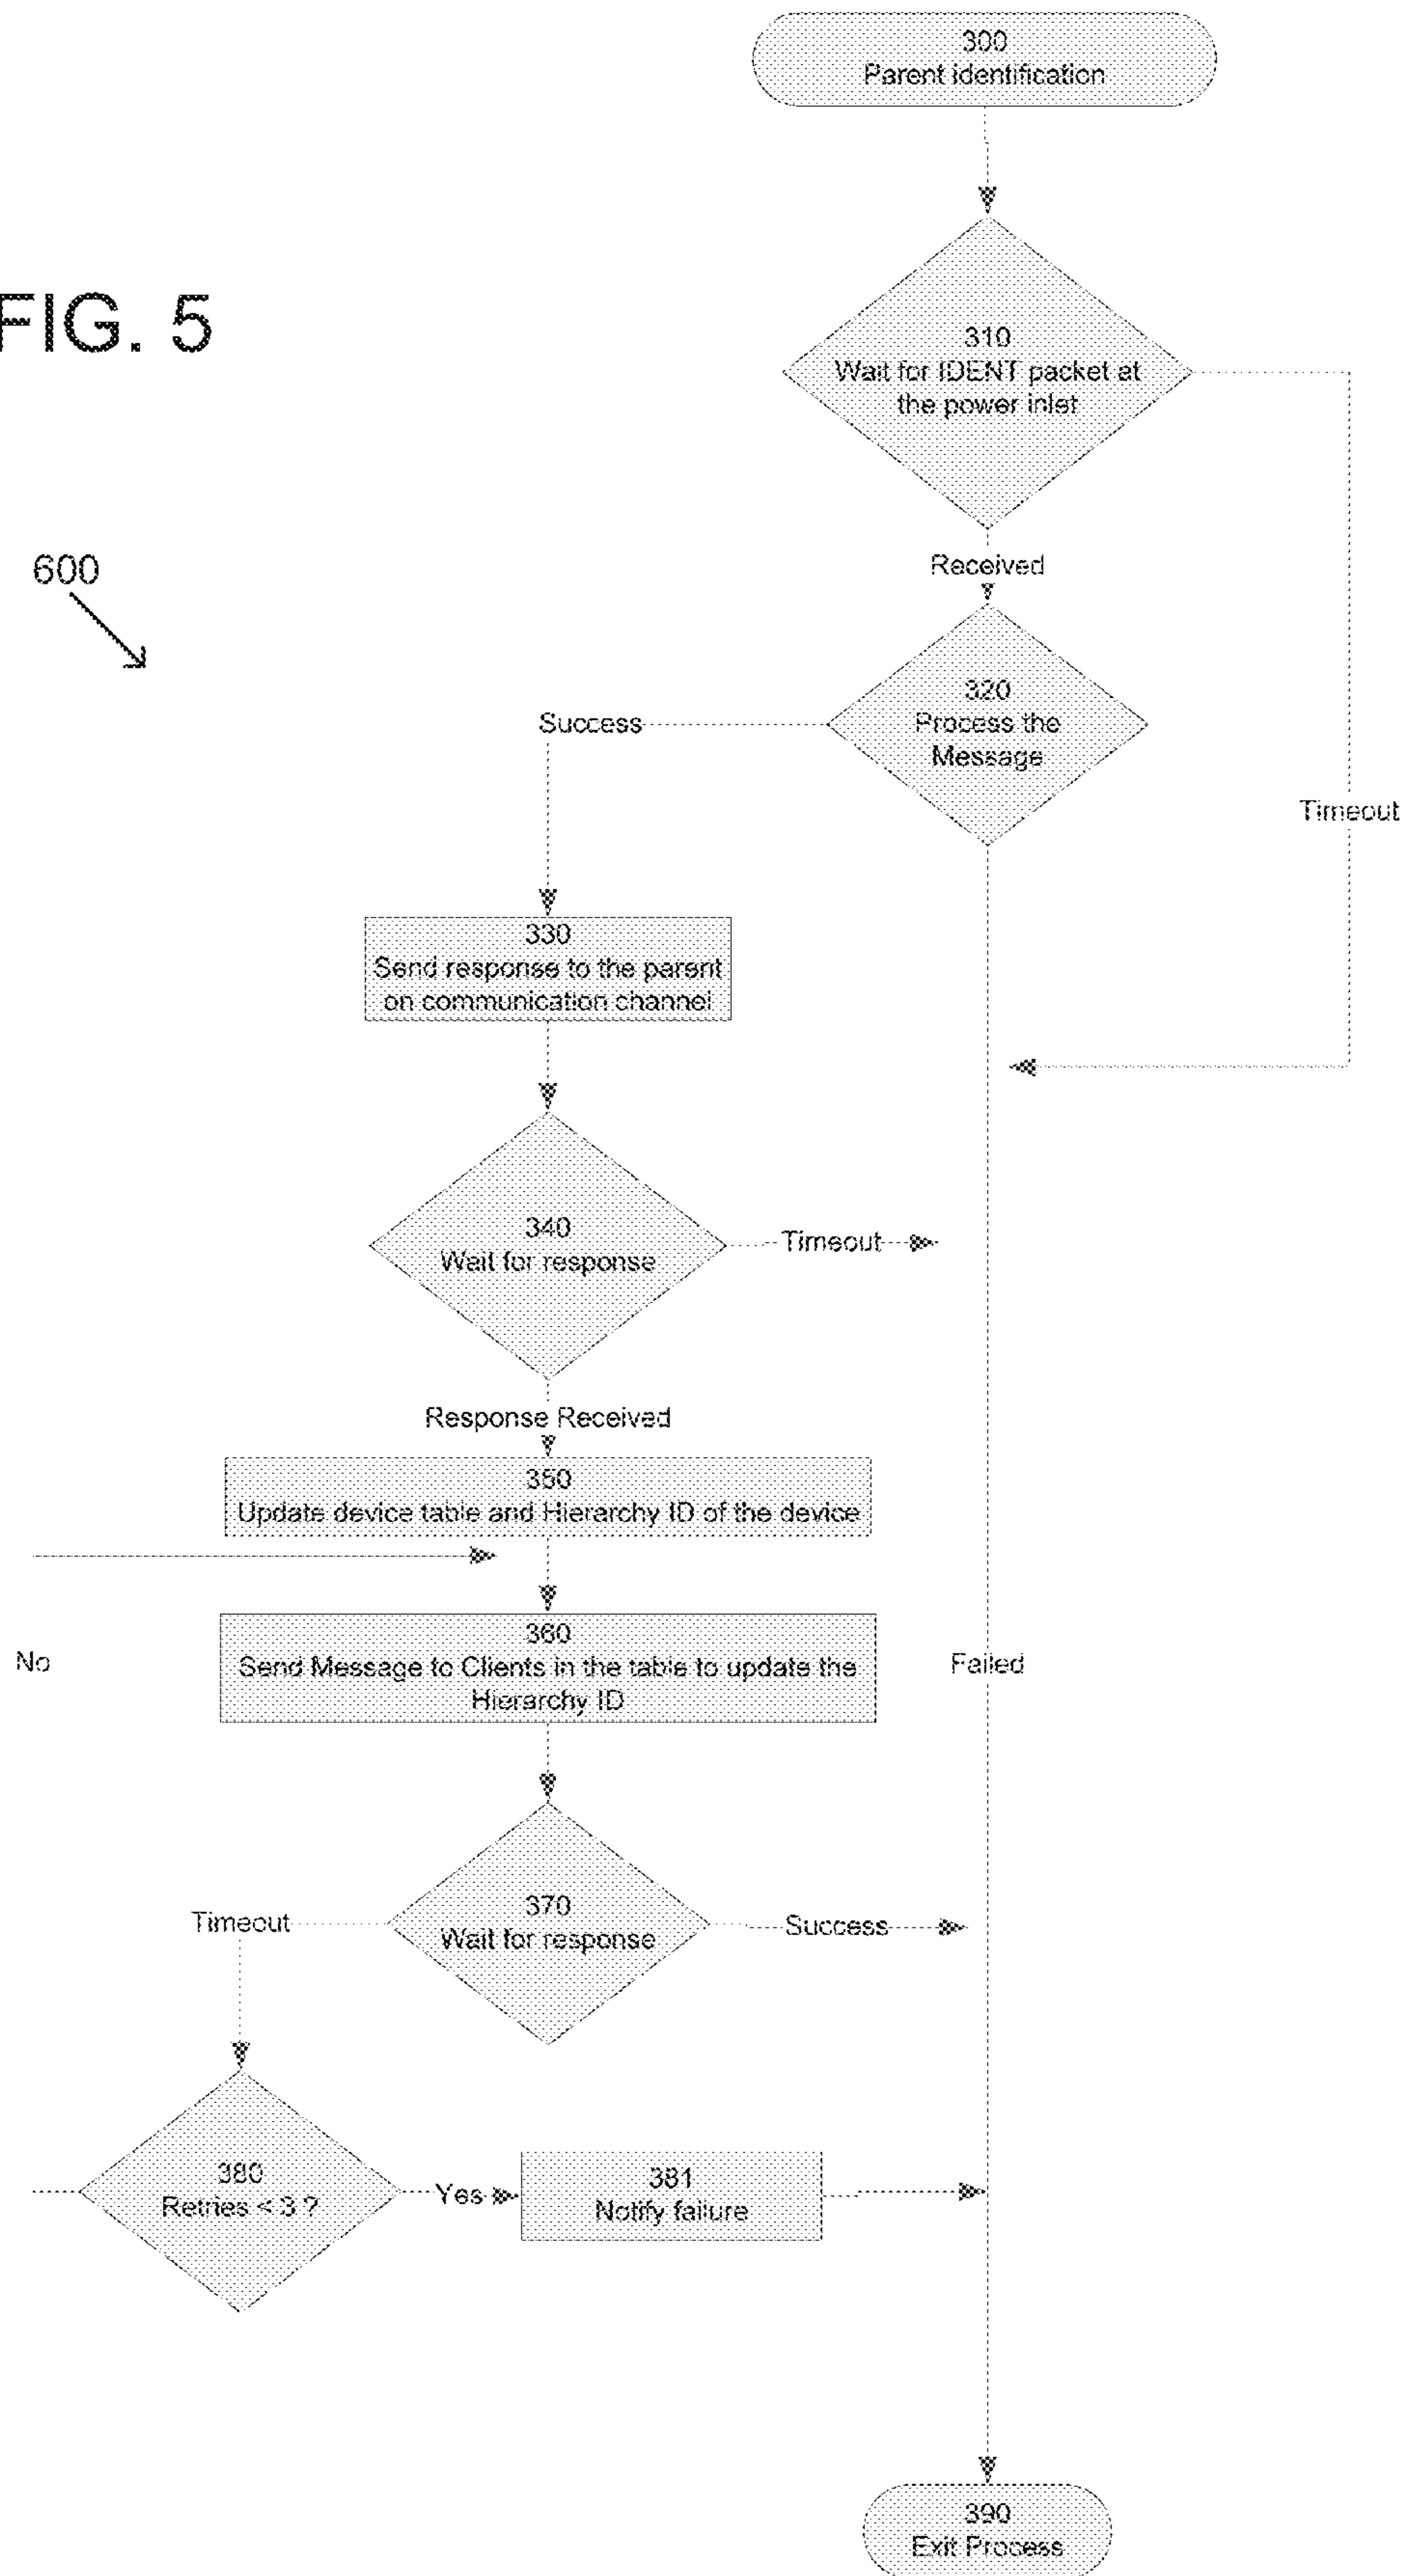 300
Parent identification
FIG. 5
310
Wait for IDENT packet at
the power inlet
600
Received
320
Process the
Message
Success
Timeout
330
Send response to the parent
on communication channel
340
Wait for response
Timeout
Response Received
350
Update device table and Hierarchy ID of the device
360
Send Message to Clients in the table to update the
Hierarchy ID
No
Failed
370
Wait for response
Timeout
Success
380
Retries < 3 ?
Yes
381
Notify failure
390
Exit Process